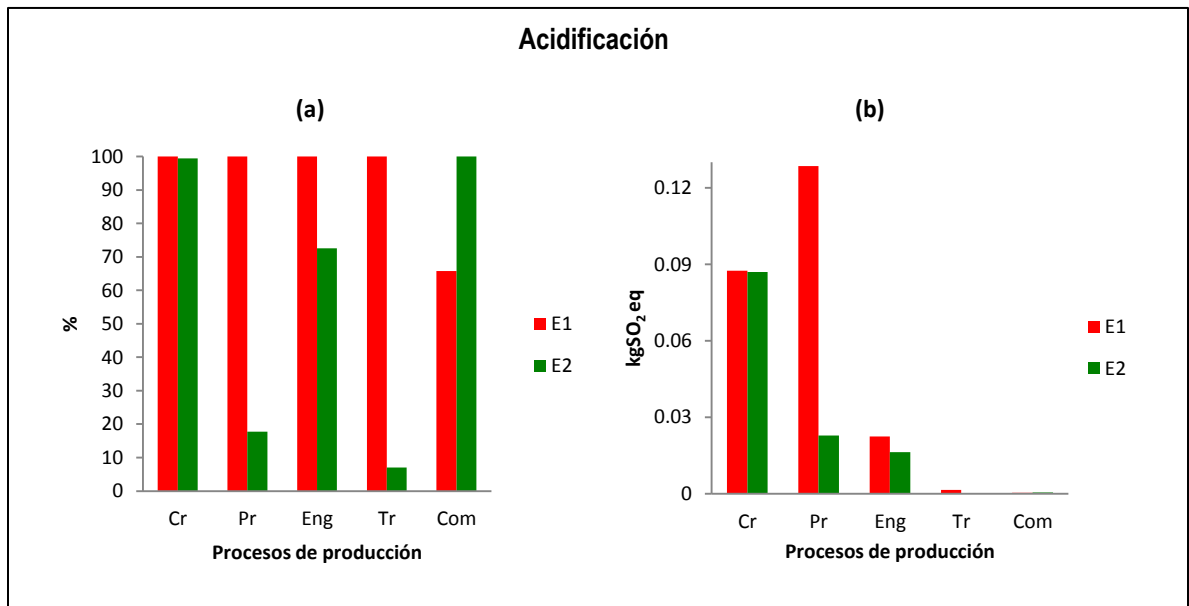 Acidificación
(a)
100
90
80
70
60
50
40
30
20
10
0
%
Cr Pr Eng Tr Com
Procesos de producción
E1
E2
(b)
0.12
0.09
0.06
0.03
0
kgSO₂ eq
Cr Pr Eng Tr Com
Procesos de producción
E1
E2